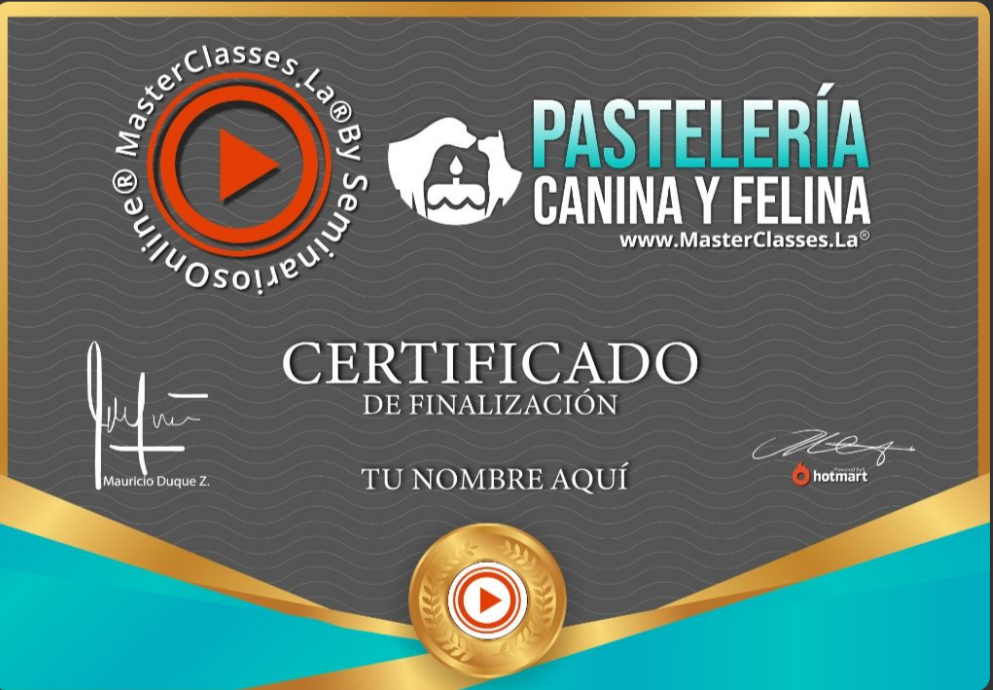 MasterClasses.La® By SeminariosOnline®
PASTELERÍA
CANINA Y FELINA
www.MasterClasses.La®
CERTIFICADO
DE FINALIZACIÓN
TU NOMBRE AQUÍ
Mauricio Duque Z.
hotmart